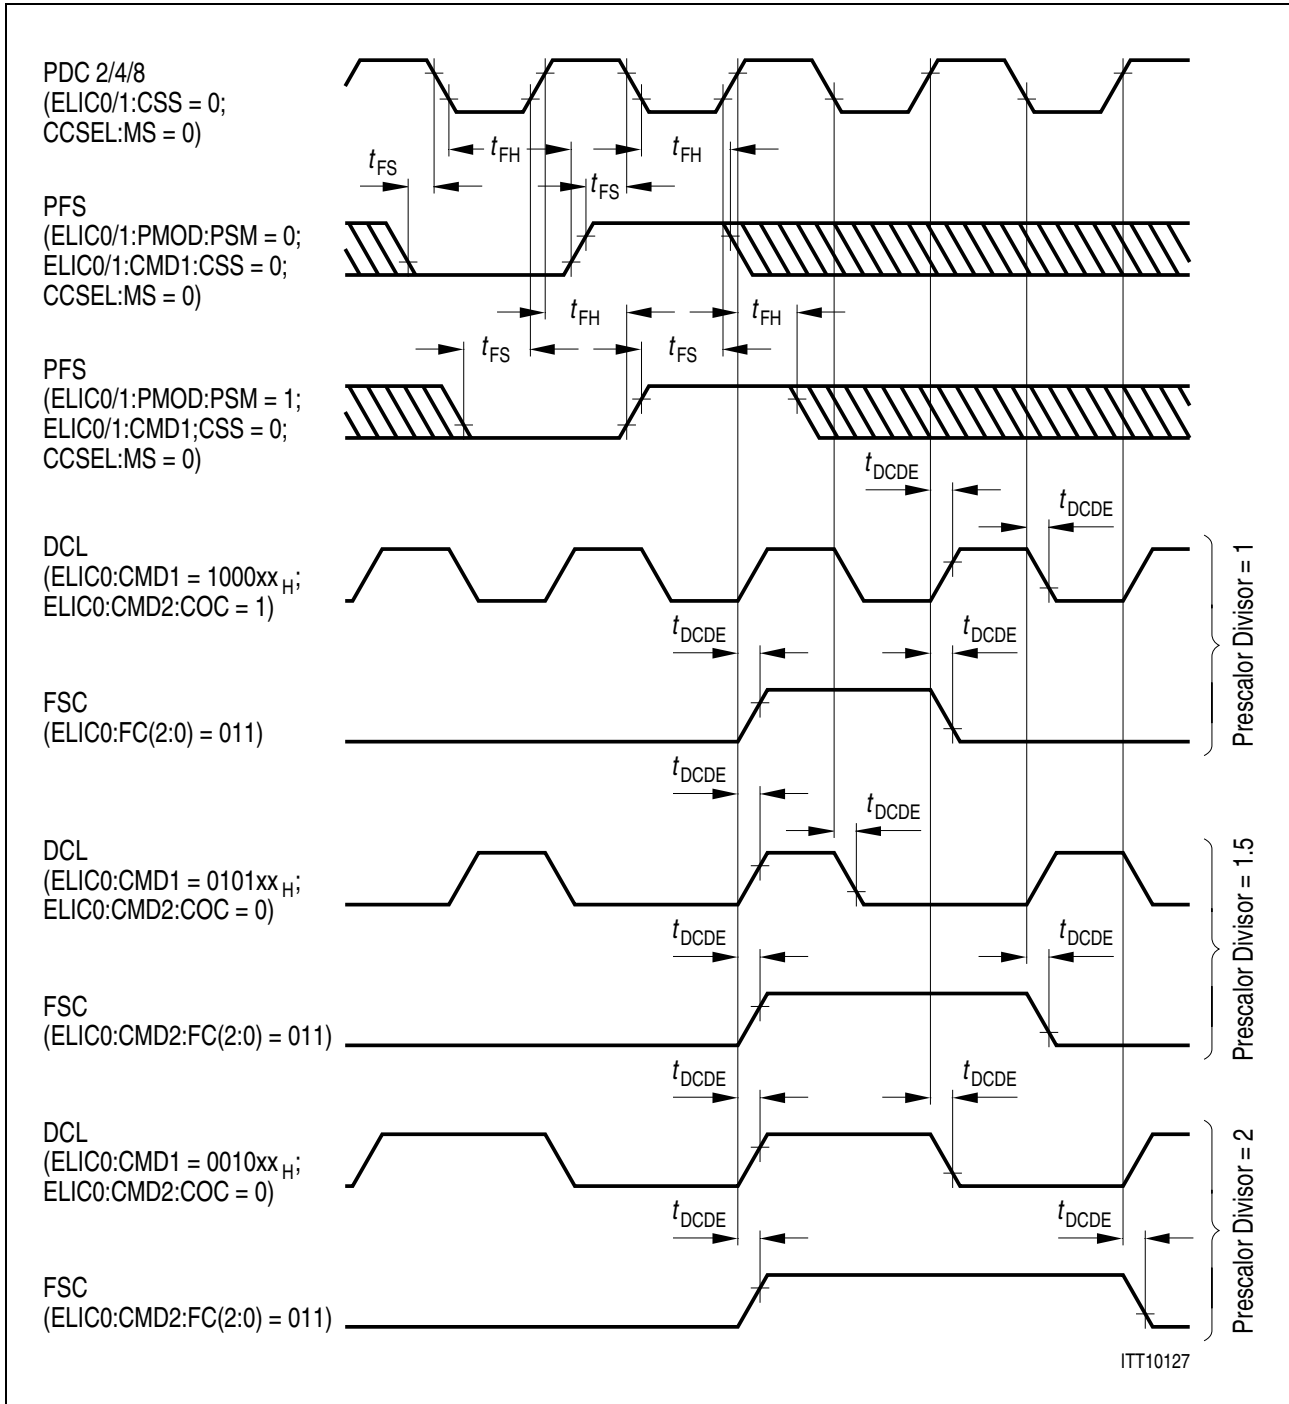 PDC 2/4/8
(ELIC0/1:CSS = 0;
CCSEL:MS = 0)
tFH
tFH
tFS
tFS
PFS
(ELIC0/1:PMOD:PSM = 0;
ELIC0/1:CMD1:CSS = 0;
CCSEL:MS = 0)
tFH
tFH
tFS
tFS
PFS
(ELIC0/1:PMOD:PSM = 1;
ELIC0/1:CMD1;CSS = 0;
CCSEL:MS = 0)
tDCDE
tDCDE
DCL
(ELIC0:CMD1 = 1000xxH;
ELIC0:CMD2:COC = 1)
tDCDE
tDCDE
FSC
(ELIC0:FC(2:0) = 011)
Prescalor Divisor = 1
tDCDE
tDCDE
DCL
(ELIC0:CMD1 = 0101xxH;
ELIC0:CMD2:COC = 0)
tDCDE
tDCDE
FSC
(ELIC0:CMD2:FC(2:0) = 011)
Prescalor Divisor = 1.5
tDCDE
tDCDE
DCL
(ELIC0:CMD1 = 0010xxH;
ELIC0:CMD2:COC = 0)
tDCDE
tDCDE
FSC
(ELIC0:CMD2:FC(2:0) = 011)
Prescalor Divisor = 2
ITT10127